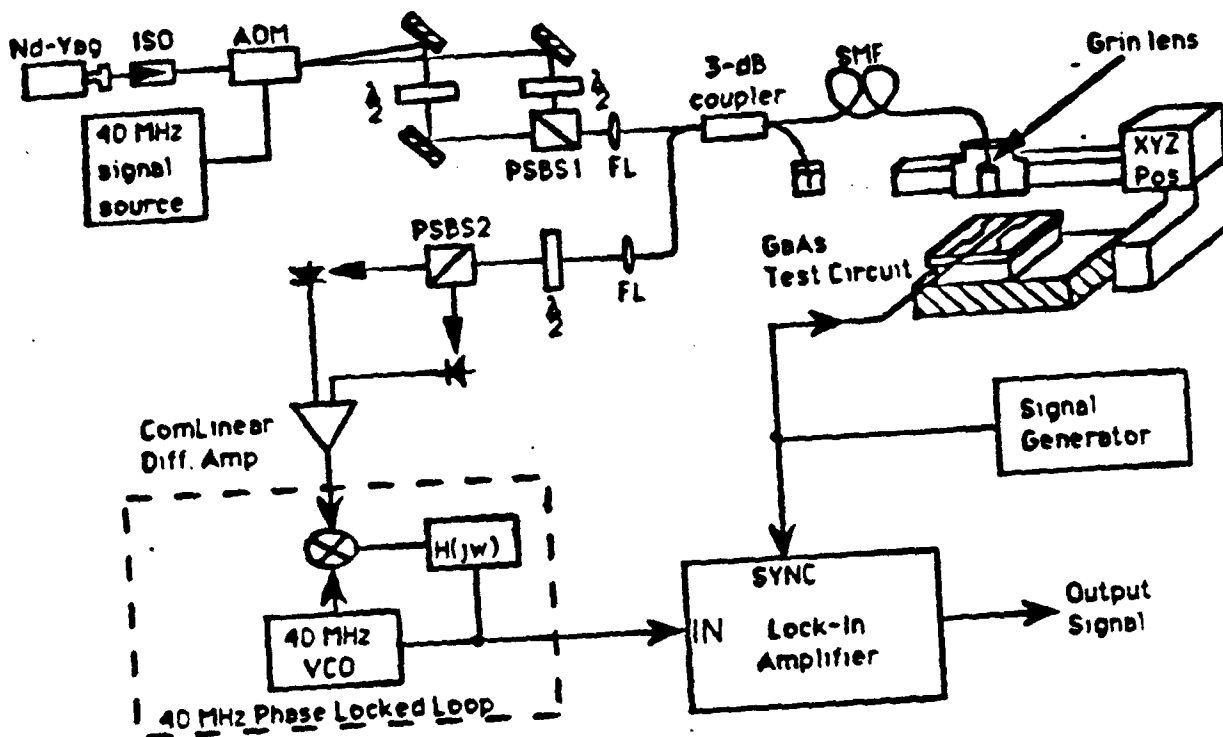 Nd-Yag
ISO
AOM
40 MHz
signal
source
λ/2
λ/2
PSBS1
FL
3-dB
coupler
SMF
Grin lens
XYZ
Pos
GaAs
Test Circuit
PSBS2
λ/2
FL
ComLinear
Diff. Amp
Signal
Generator
H(jw)
40 MHz
VCO
40 MHz Phase Locked Loop
SYNC
IN
Lock-In
Amplifier
Output
Signal